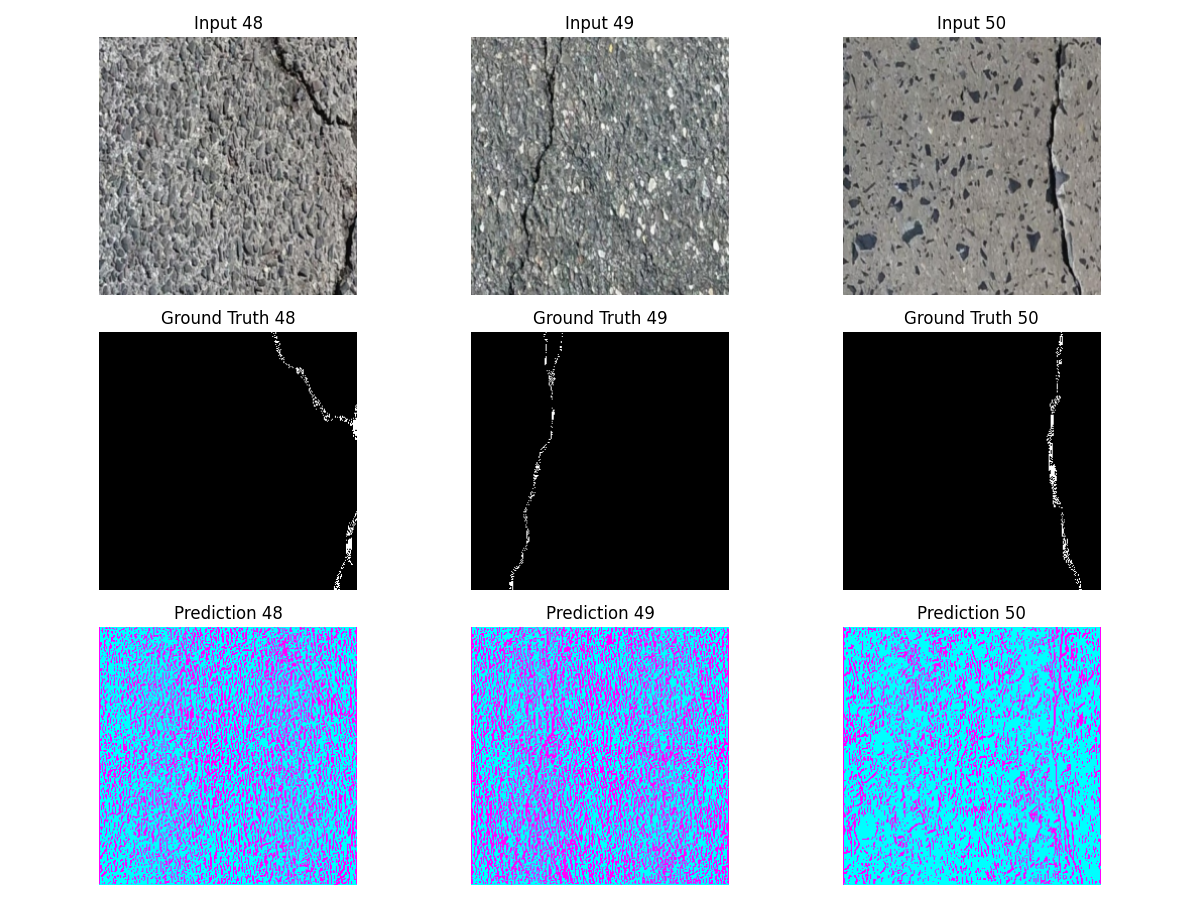 Input 48
Input 49
Input 50
Ground Truth 48
Ground Truth 49
Ground Truth 50
Prediction 48
Prediction 49
Prediction 50